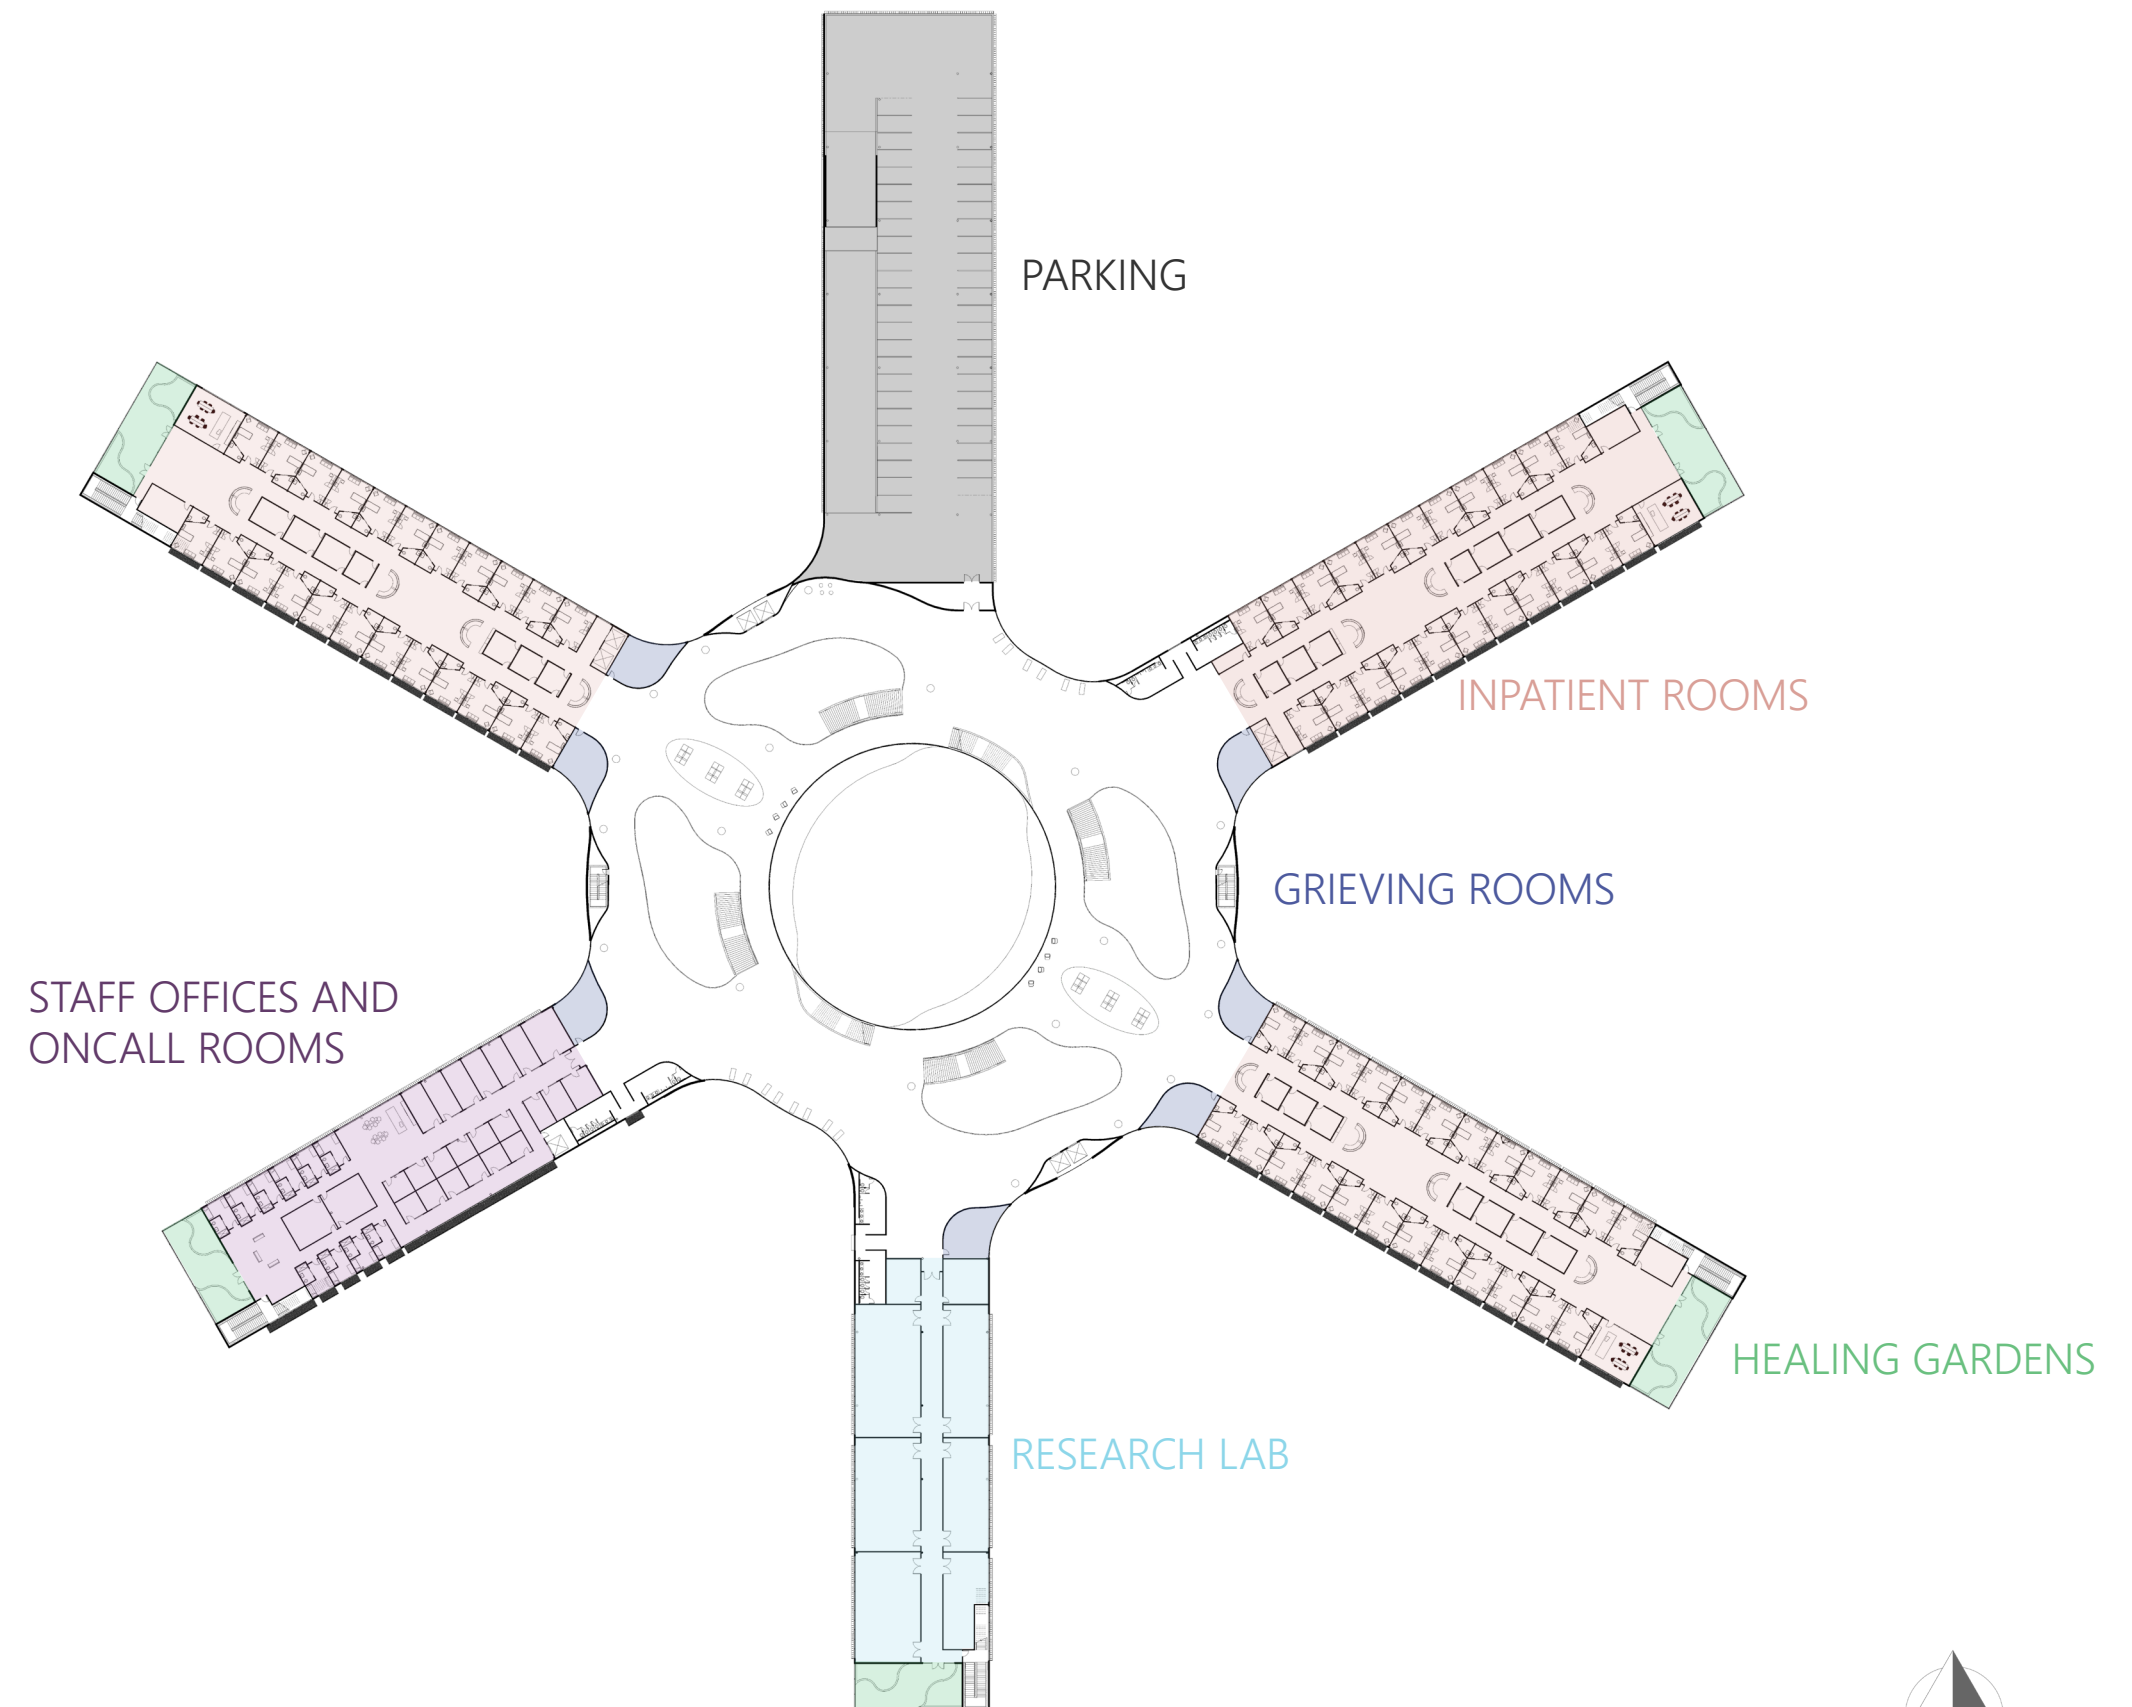 PARKING
INPATIENT ROOMS
GRIEVING ROOMS
STAFF OFFICES AND
ONCALL ROOMS
HEALING GARDENS
RESEARCH LAB